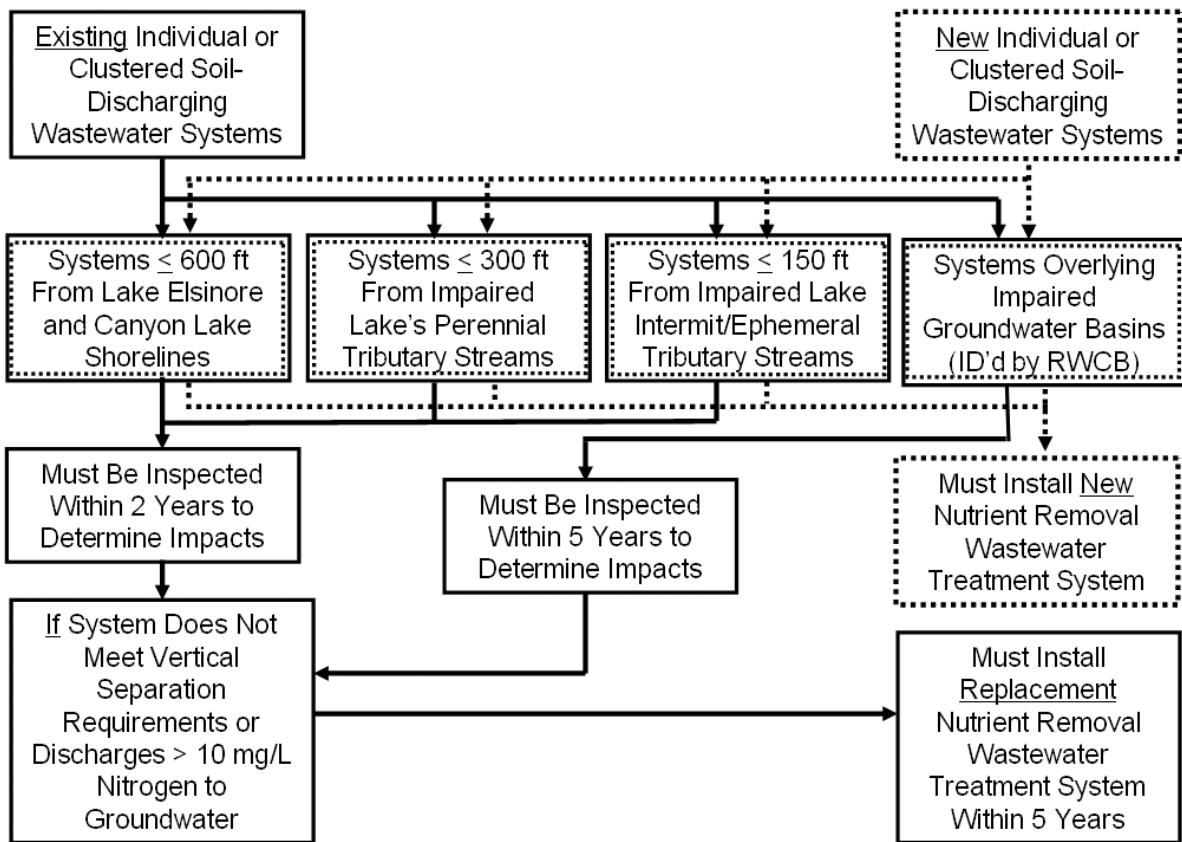 Existing Individual or
Clustered Soil-
Discharging
Wastewater Systems
New Individual or
Clustered Soil-
Discharging
Wastewater Systems
Systems ≤ 600 ft
From Lake Elsinore
and Canyon Lake
Shorelines
Systems ≤ 300 ft
From Impaired
Lake's Perennial
Tributary Streams
Systems ≤ 150 ft
From Impaired Lake
Intermit/Ephemeral
Tributary Streams
Systems Overlying
Impaired
Groundwater Basins
(ID'd by RWCB)
Must Be Inspected
Within 2 Years to
Determine Impacts
Must Be Inspected
Within 5 Years to
Determine Impacts
Must Install New
Nutrient Removal
Wastewater
Treatment System
If System Does Not
Meet Vertical
Separation
Requirements or
Discharges > 10 mg/L
Nitrogen to
Groundwater
Must Install
Replacement
Nutrient Removal
Wastewater
Treatment System
Within 5 Years